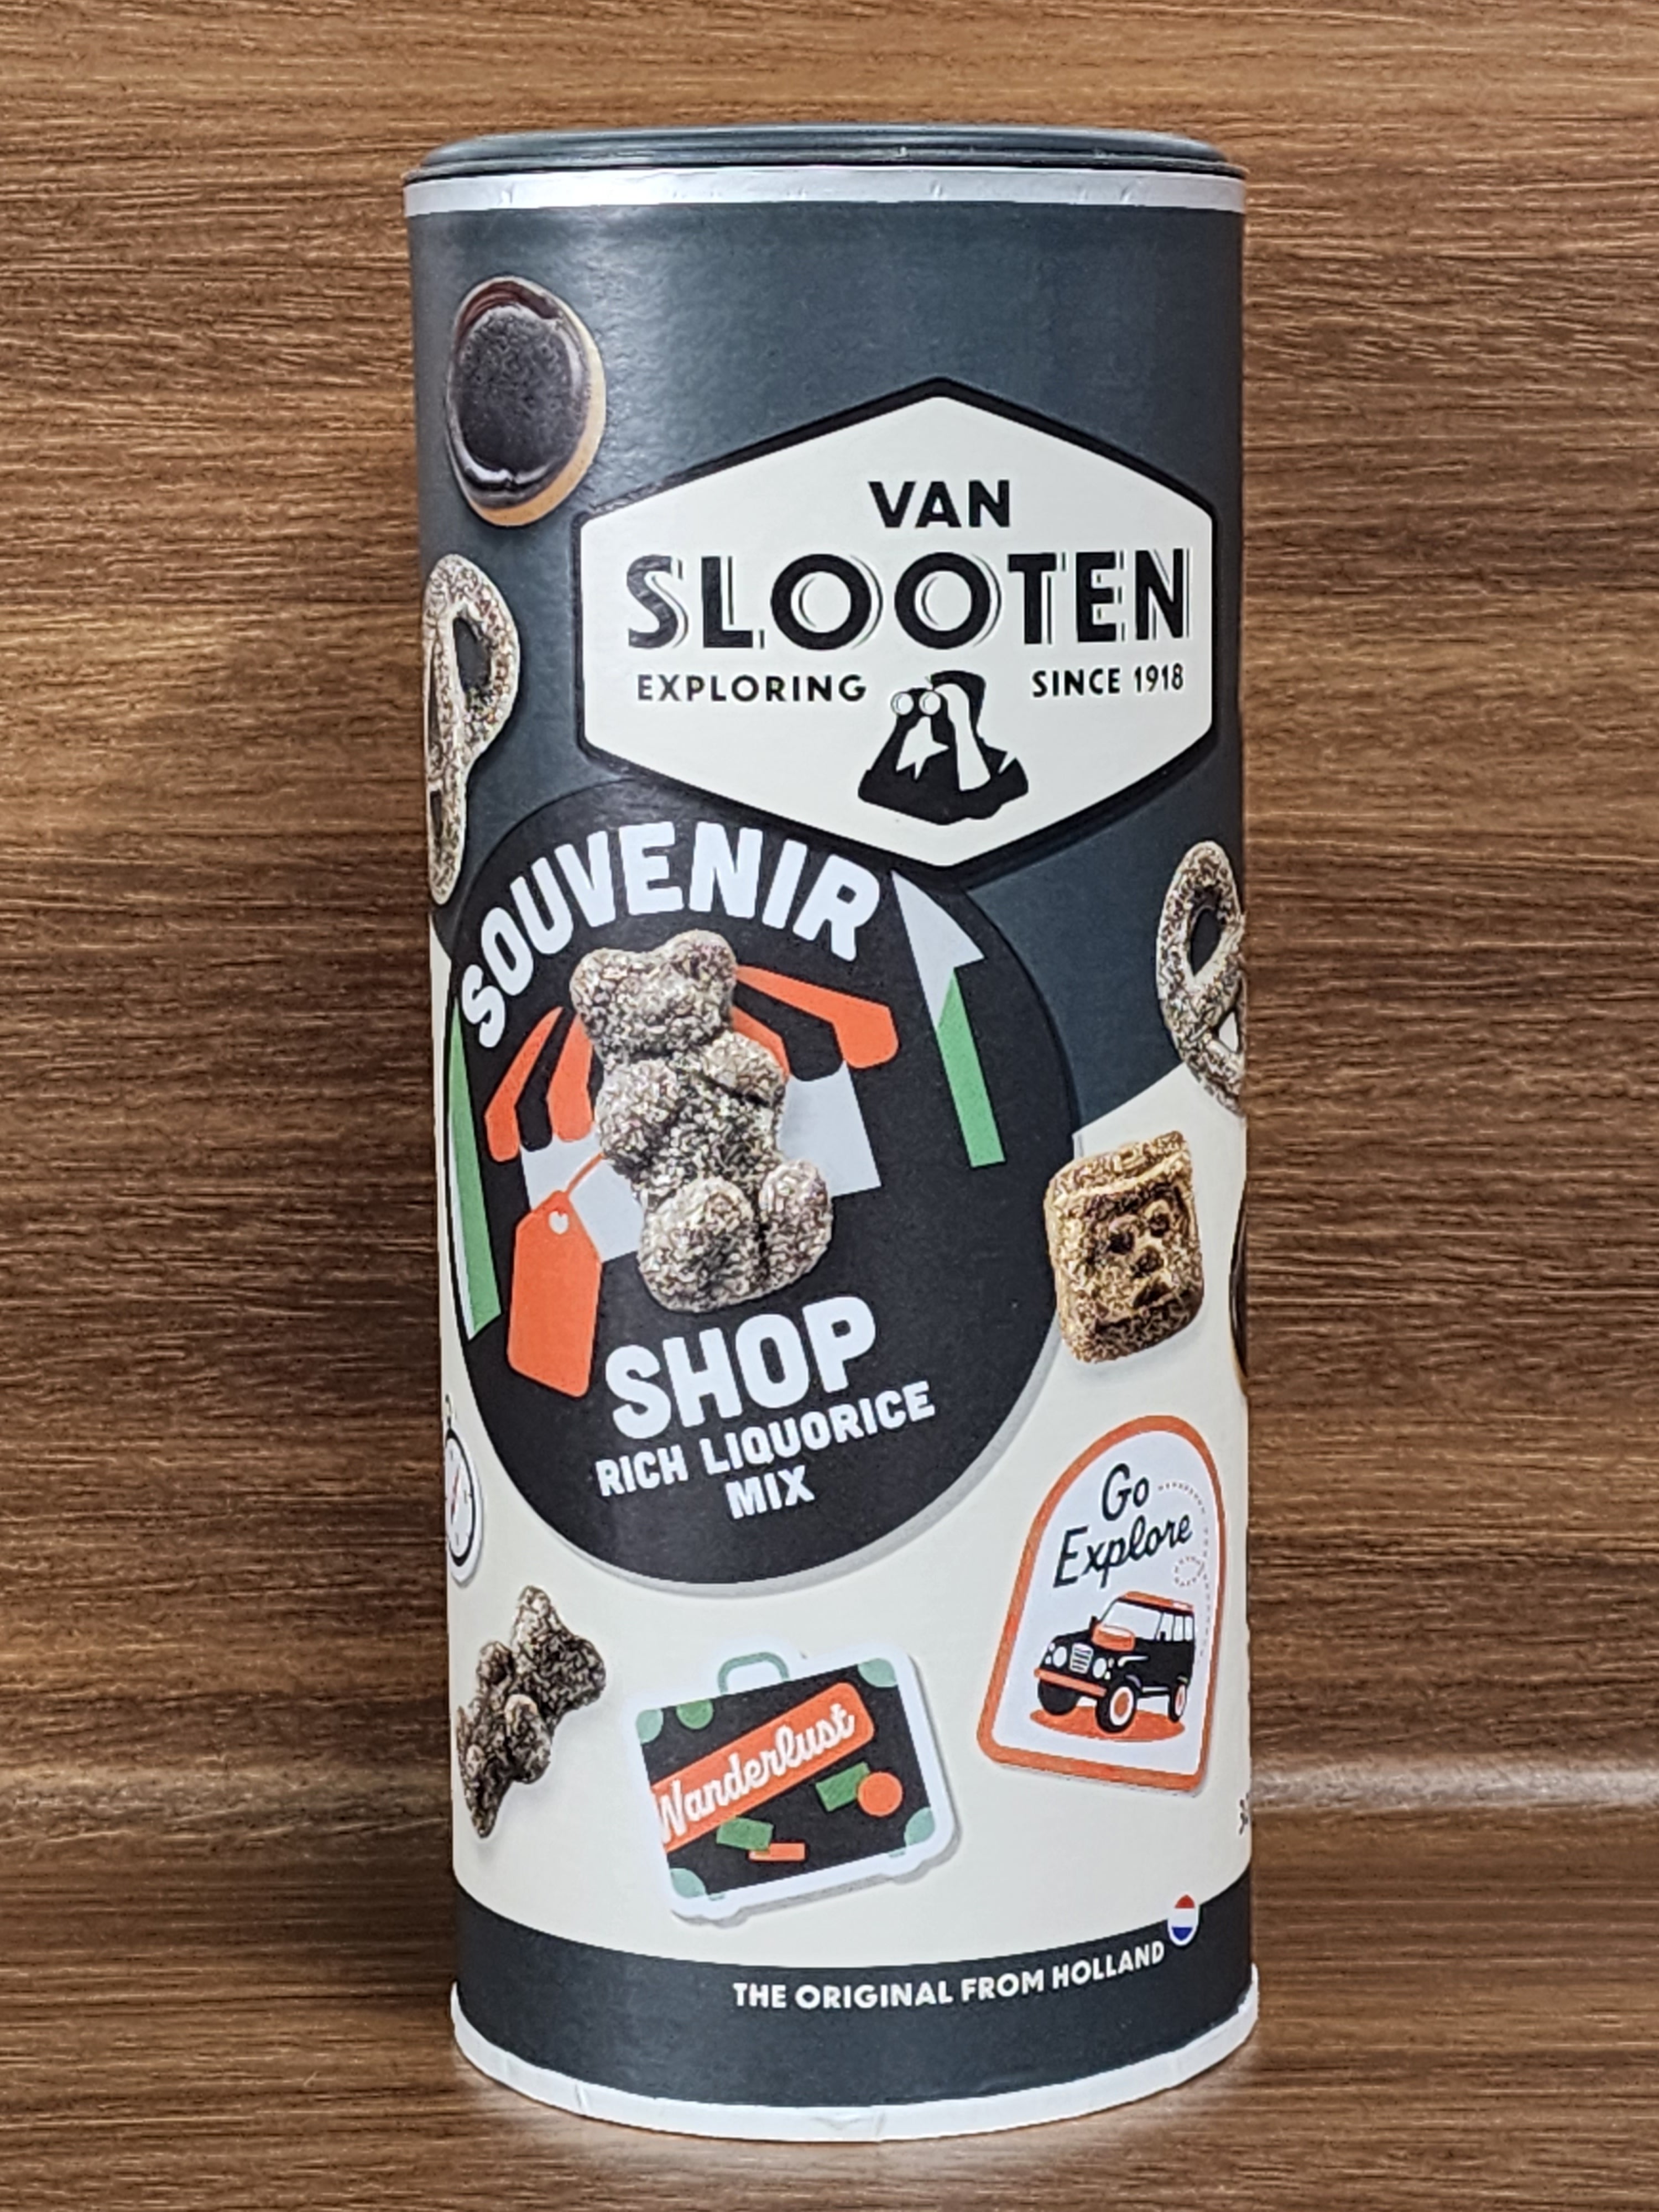 VAN
SLOOTEN
EXPLORING SINCE 1918
SOUVENIR
SHOP
RICH LIQUORICE
MIX
Go
Explore
Wanderlust
THE ORIGINAL FROM HOLLAND